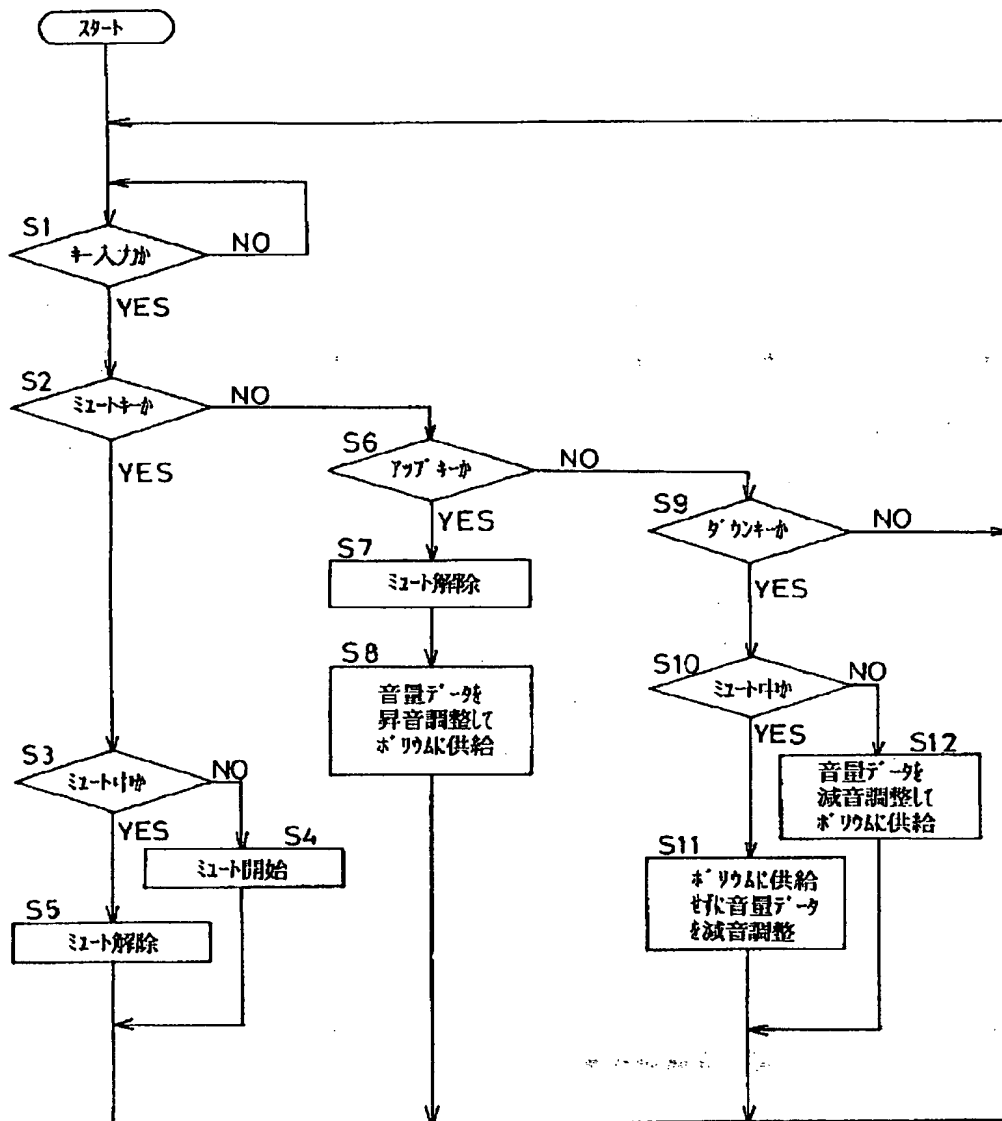 スタート
S1
キー入力か
NO
YES
S2
ミュートキーか
NO
YES
S6
アップキーか
NO
YES
S9
ダウンキーか
NO
YES
S7
ミュート解除
S8
音量データを
昇音調整して
ボリウムに供給
S10
ミュート中か
NO
YES
S3
ミュート中か
NO
YES
S12
音量データを
減音調整して
ボリウムに供給
S4
ミュート開始
S11
ボリウムに供給
せずに音量データ
を減音調整
S5
ミュート解除